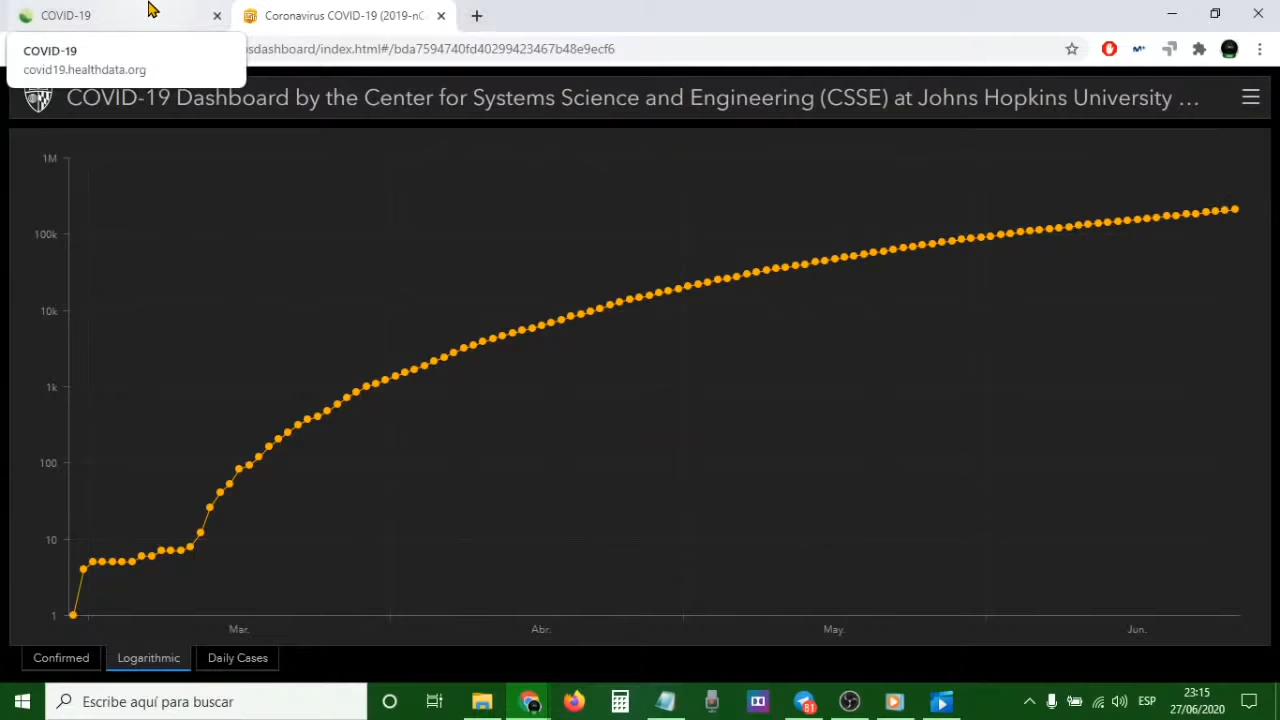 COVID-19
Coronavirus COVID-19 (2019-nC
COVID-19
covid19.healthdata.org
sdashboard/index.html#/bda7594740fd40299423467b48e9ecf6
COVID-19 Dashboard by the Center for Systems Science and Engineering (CSSE) at Johns Hopkins University ...
1M
100k
10k
1k
100
10
1
Mar.
Abr.
May.
Jun.
Confirmed
Logarithmic
Daily Cases
Escribe aquí para buscar
81
ESP
23:15
27/06/2020